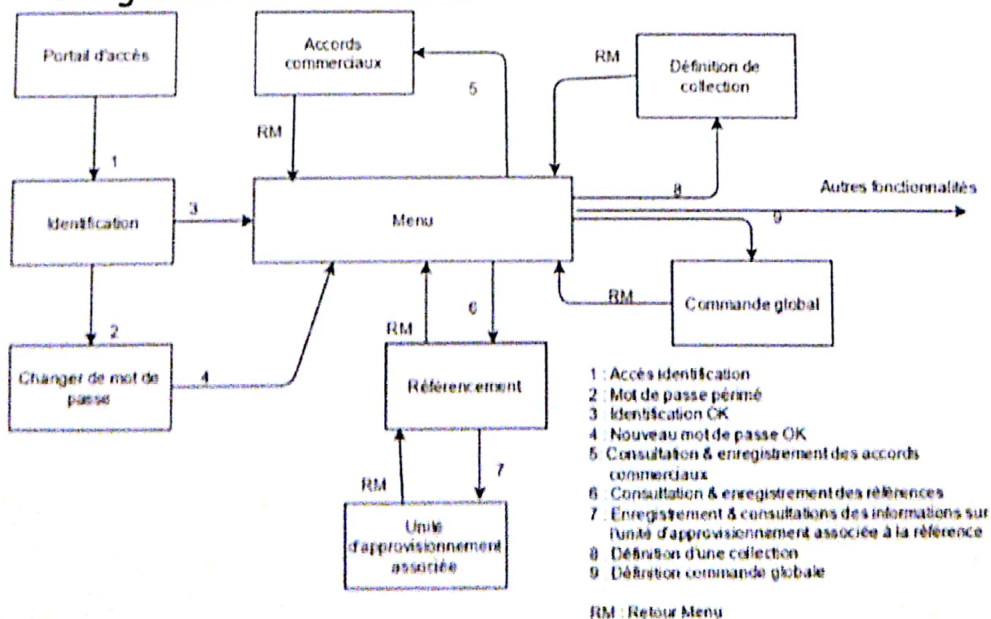 Portail d'accès
Accords
commerciaux
Définition de
collection
RM
5
RM
1
8
Autres fonctionnalités
Identification
3
Menu
9
2
6
RM
RM
Commande global
Changer de mot de
passe
4
Référencement
RM
7
Unité
d'approvisionnement
associée
1 : Accès identification
2 : Mot de passe périmé
3 Identification OK
4 : Nouveau mot de passe OK
5 Consultation & enregistrement des accords
commerciaux
6 : Consultation & enregistrement des références
7 : Enregistrement & consultations des informations sur
l'unité d'approvisionnement associée à la référence
8 Définition d'une collection
9 Définition commande globale
RM : Retour Menu